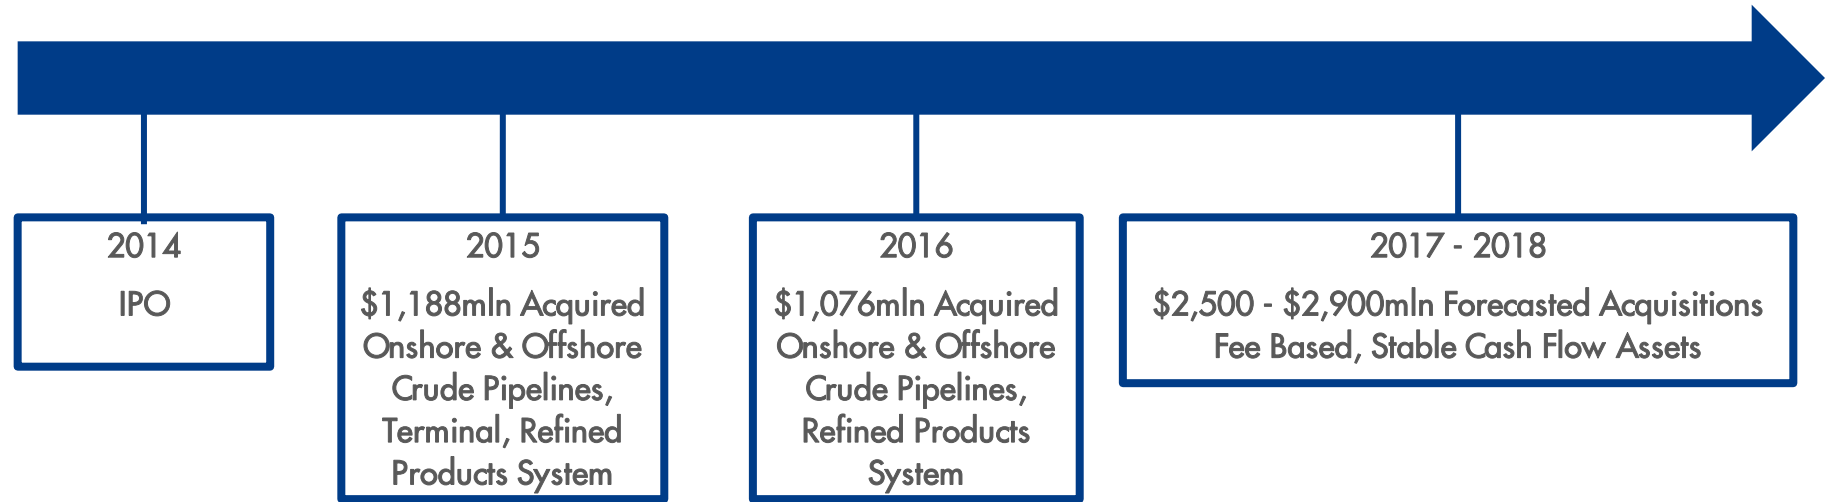 2014
IPO
2015
$1,188mln Acquired
Onshore & Offshore
Crude Pipelines,
Terminal, Refined
Products System
2016
$1,076mln Acquired
Onshore & Offshore
Crude Pipelines,
Refined Products
System
2017 - 2018
$2,500 - $2,900mln Forecasted Acquisitions
Fee Based, Stable Cash Flow Assets